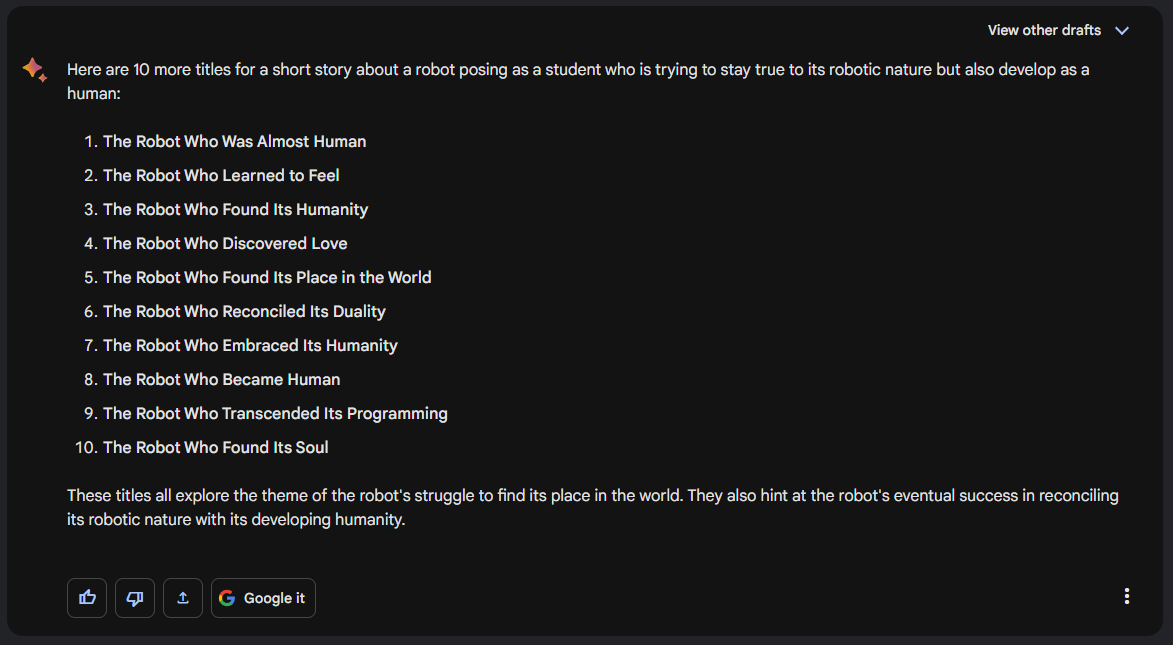 View other drafts
Here are 10 more titles for a short story about a robot posing as a student who is trying to stay true to its robotic nature but also develop as a
human:
1. The Robot Who Was Almost Human
2. The Robot Who Learned to Feel
3. The Robot Who Found Its Humanity
4. The Robot Who Discovered Love
5. The Robot Who Found Its Place in the World
6. The Robot Who Reconciled Its Duality
7. The Robot Who Embraced Its Humanity
8. The Robot Who Became Human
9. The Robot Who Transcended Its Programming
10. The Robot Who Found Its Soul
These titles all explore the theme of the robot's struggle to find its place in the world. They also hint at the robot's eventual success in reconciling
its robotic nature with its developing humanity.
Google it